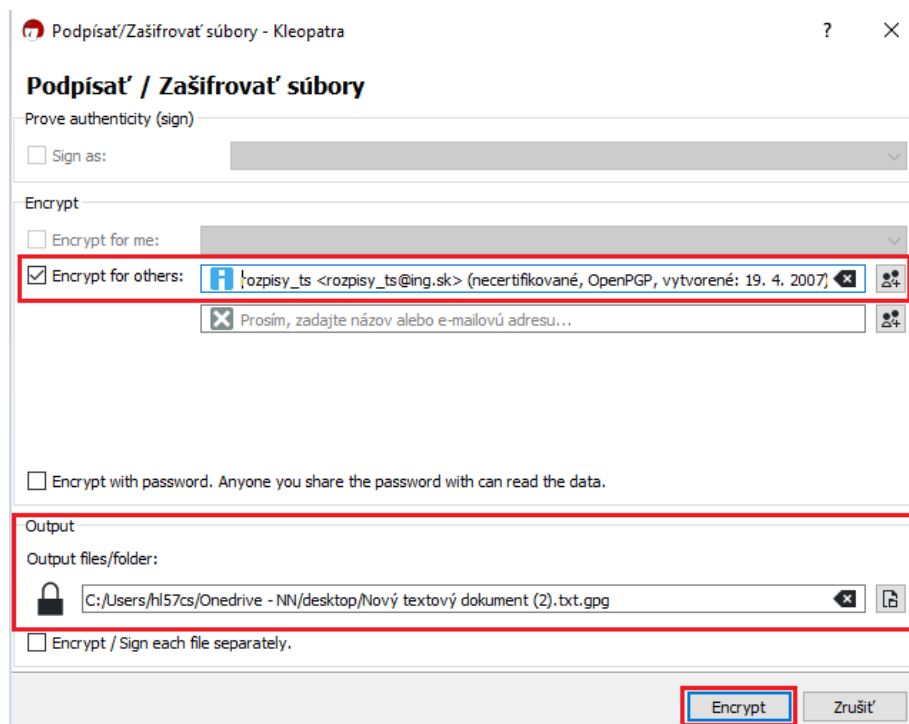 Podpísať/Zašifrovať súbory - Kleopatra
Podpísať / Zašifrovať súbory
Prove authenticity (sign)
Sign as:
Encrypt
Encrypt for me:
Encrypt for others: rozpisy_ts <rozpisy_ts@ing.sk> (necertifikované, OpenPGP, vytvorené: 19. 4. 2007)
Prosím, zadajte názov alebo e-mailovú adresu...
Encrypt with password. Anyone you share the password with can read the data.
Output
Output files/folder:
C:/Users/hl57cs/Onedrive - NN/desktop/Nový textový dokument (2).txt.gpg
Encrypt / Sign each file separately.
Encrypt Zrušiť